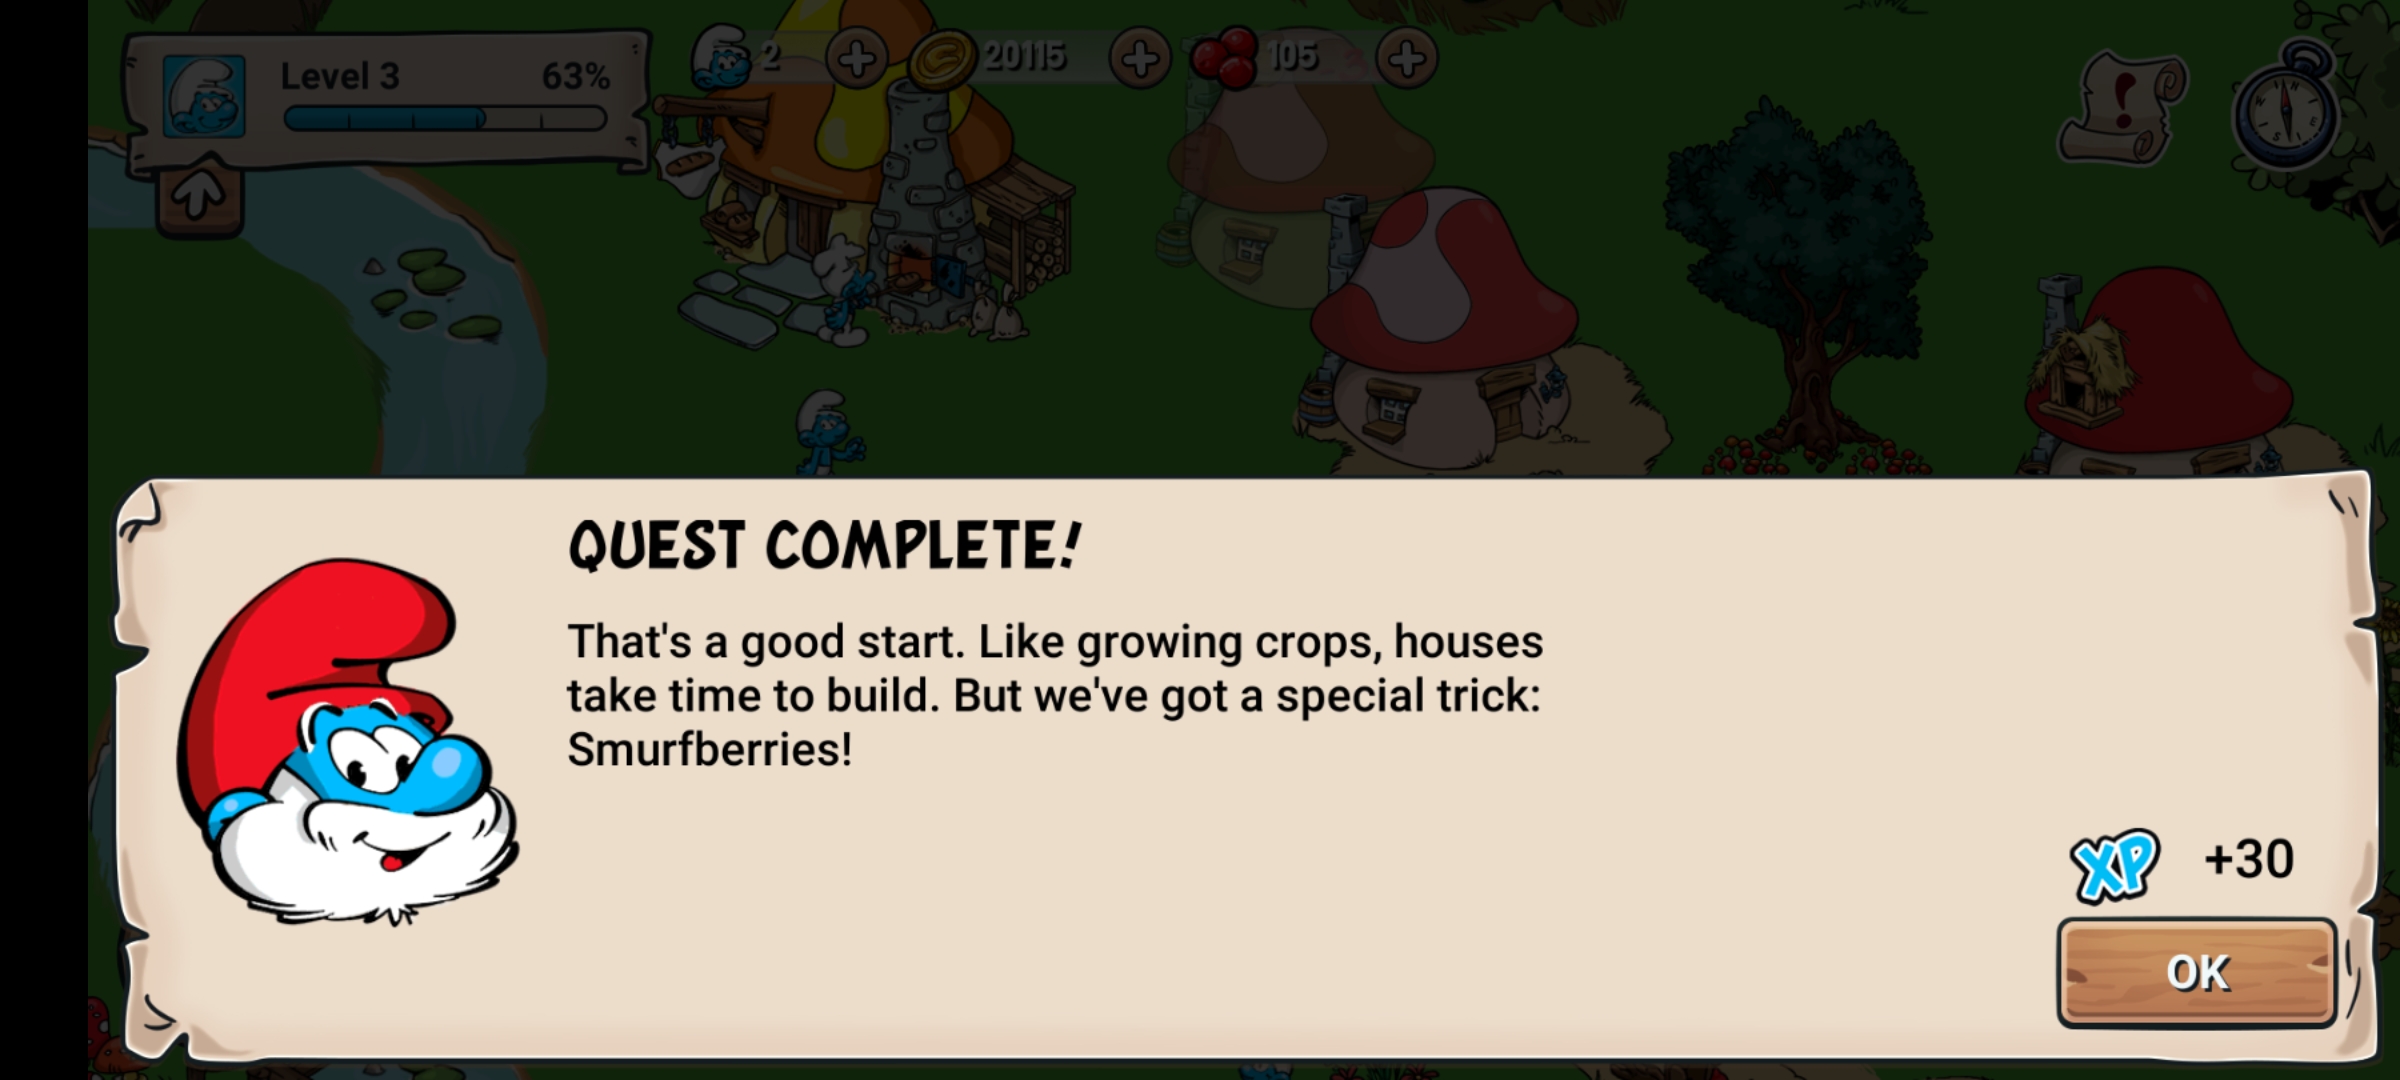 Level 3 63%
2
20115
105
QUEST COMPLETE!
That's a good start. Like growing crops, houses
take time to build. But we've got a special trick:
Smurfberries!
XP +30
OK